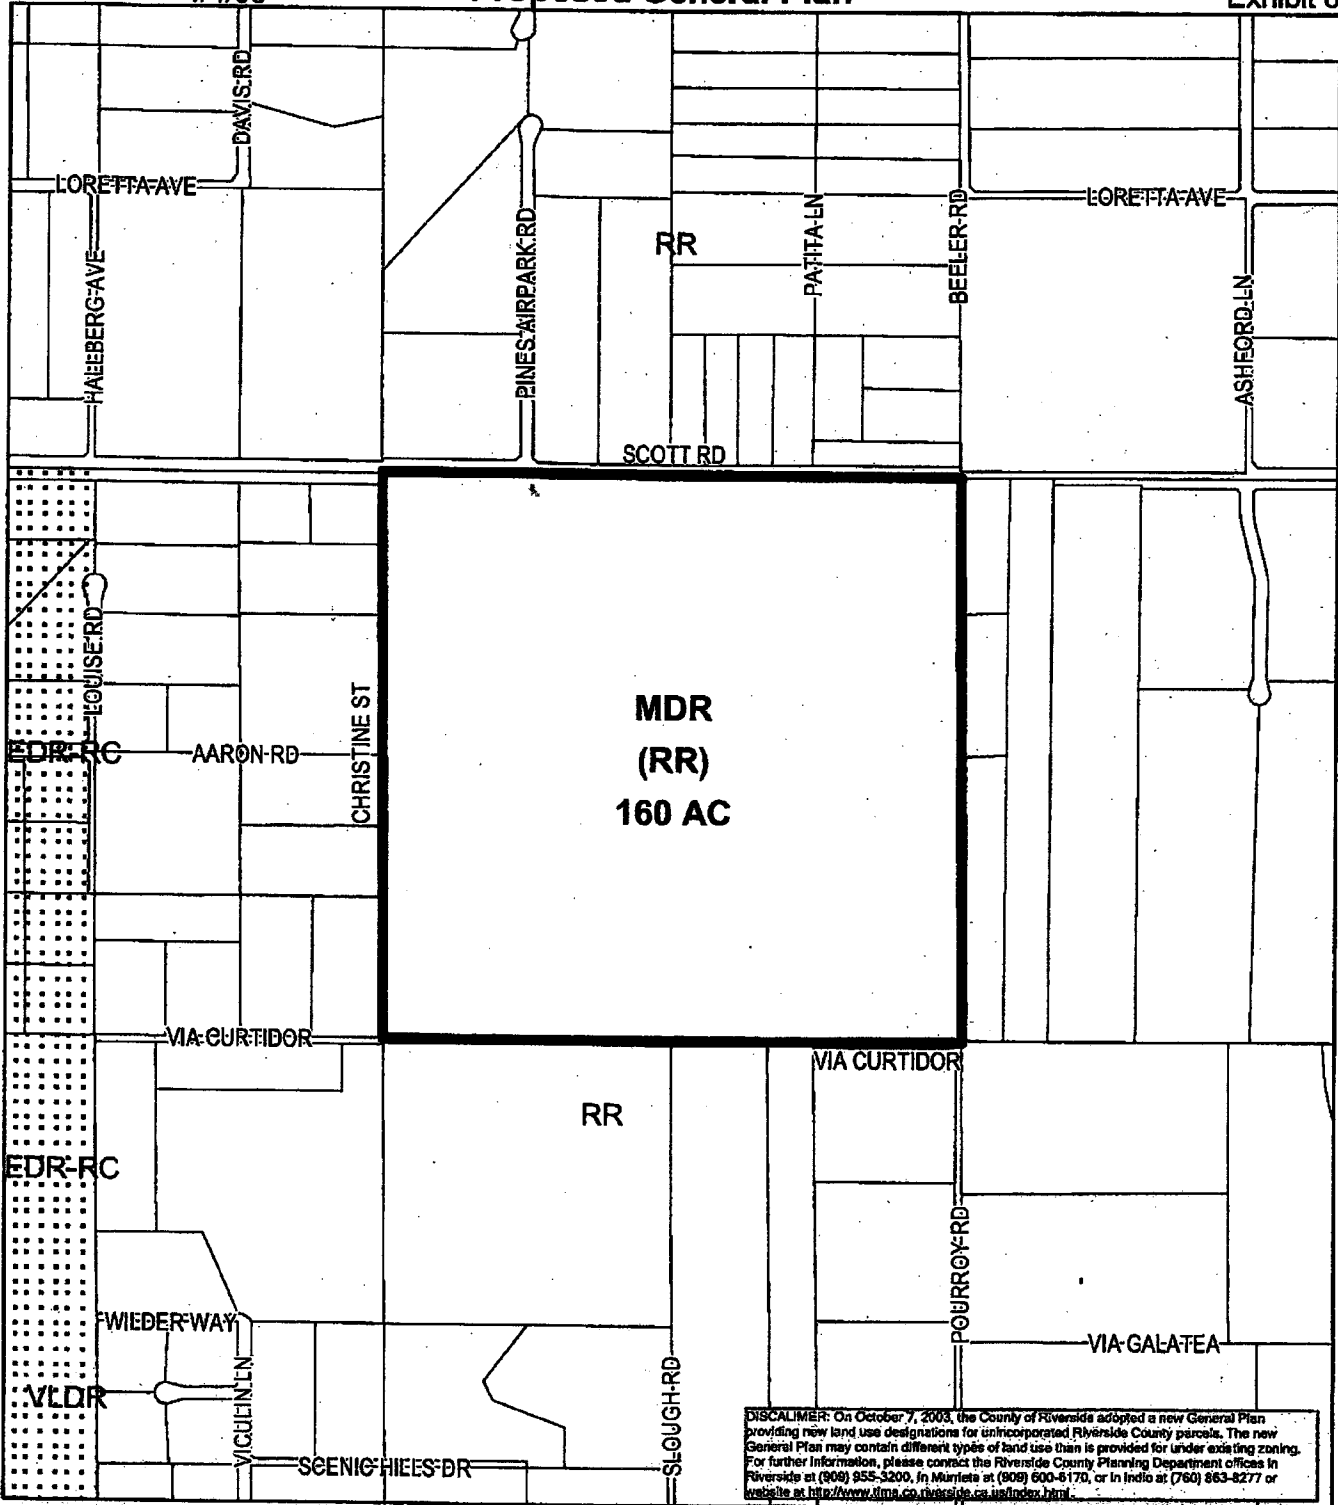 Proposed General Plan
Exhibit 6
DAVIS RD
LORETTA AVE
HALLBERG AVE
PINES AIRPARK RD
RR
PATITA LN
BEELER RD
LORETTA AVE
ASHFORD LN
SCOTT RD
LOUISE RD
CHRISTINE ST
EDR-RC
AARON RD
MDR
(RR)
160 AC
VIA CURTIDOR
VIA CURTIDOR
RR
EDR-RC
POURROY RD
WILDER WAY
VIA GALATEA
VLDR
VICULIN LN
SLOUGH RD
SCENIC HILLS DR
DISCALIMER: On October 7, 2003, the County of Riverside adopted a new General Plan
providing new land use designations for unincorporated Riverside County parcels. The new
General Plan may contain different types of land use than is provided for under existing zoning.
For further information, please contact the Riverside County Planning Department offices in
Riverside at (909) 955-3200, in Murrieta at (909) 600-6170, or in Indio at (760) 863-8277 or
website at http://www.tlma.co.riverside.ca.us/index.html.